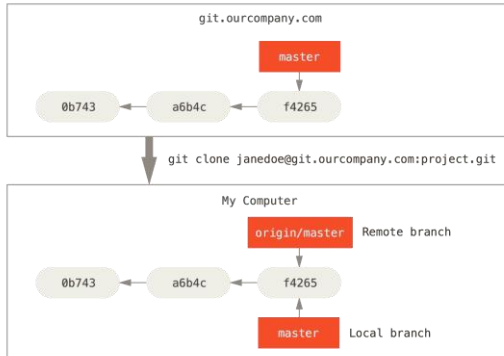 git.ourcompany.com
master
0b743 a6b4c f4265
git clone janedoe@git.ourcompany.com:project.git
My Computer
origin/master Remote branch
0b743 a6b4c f4265
master Local branch